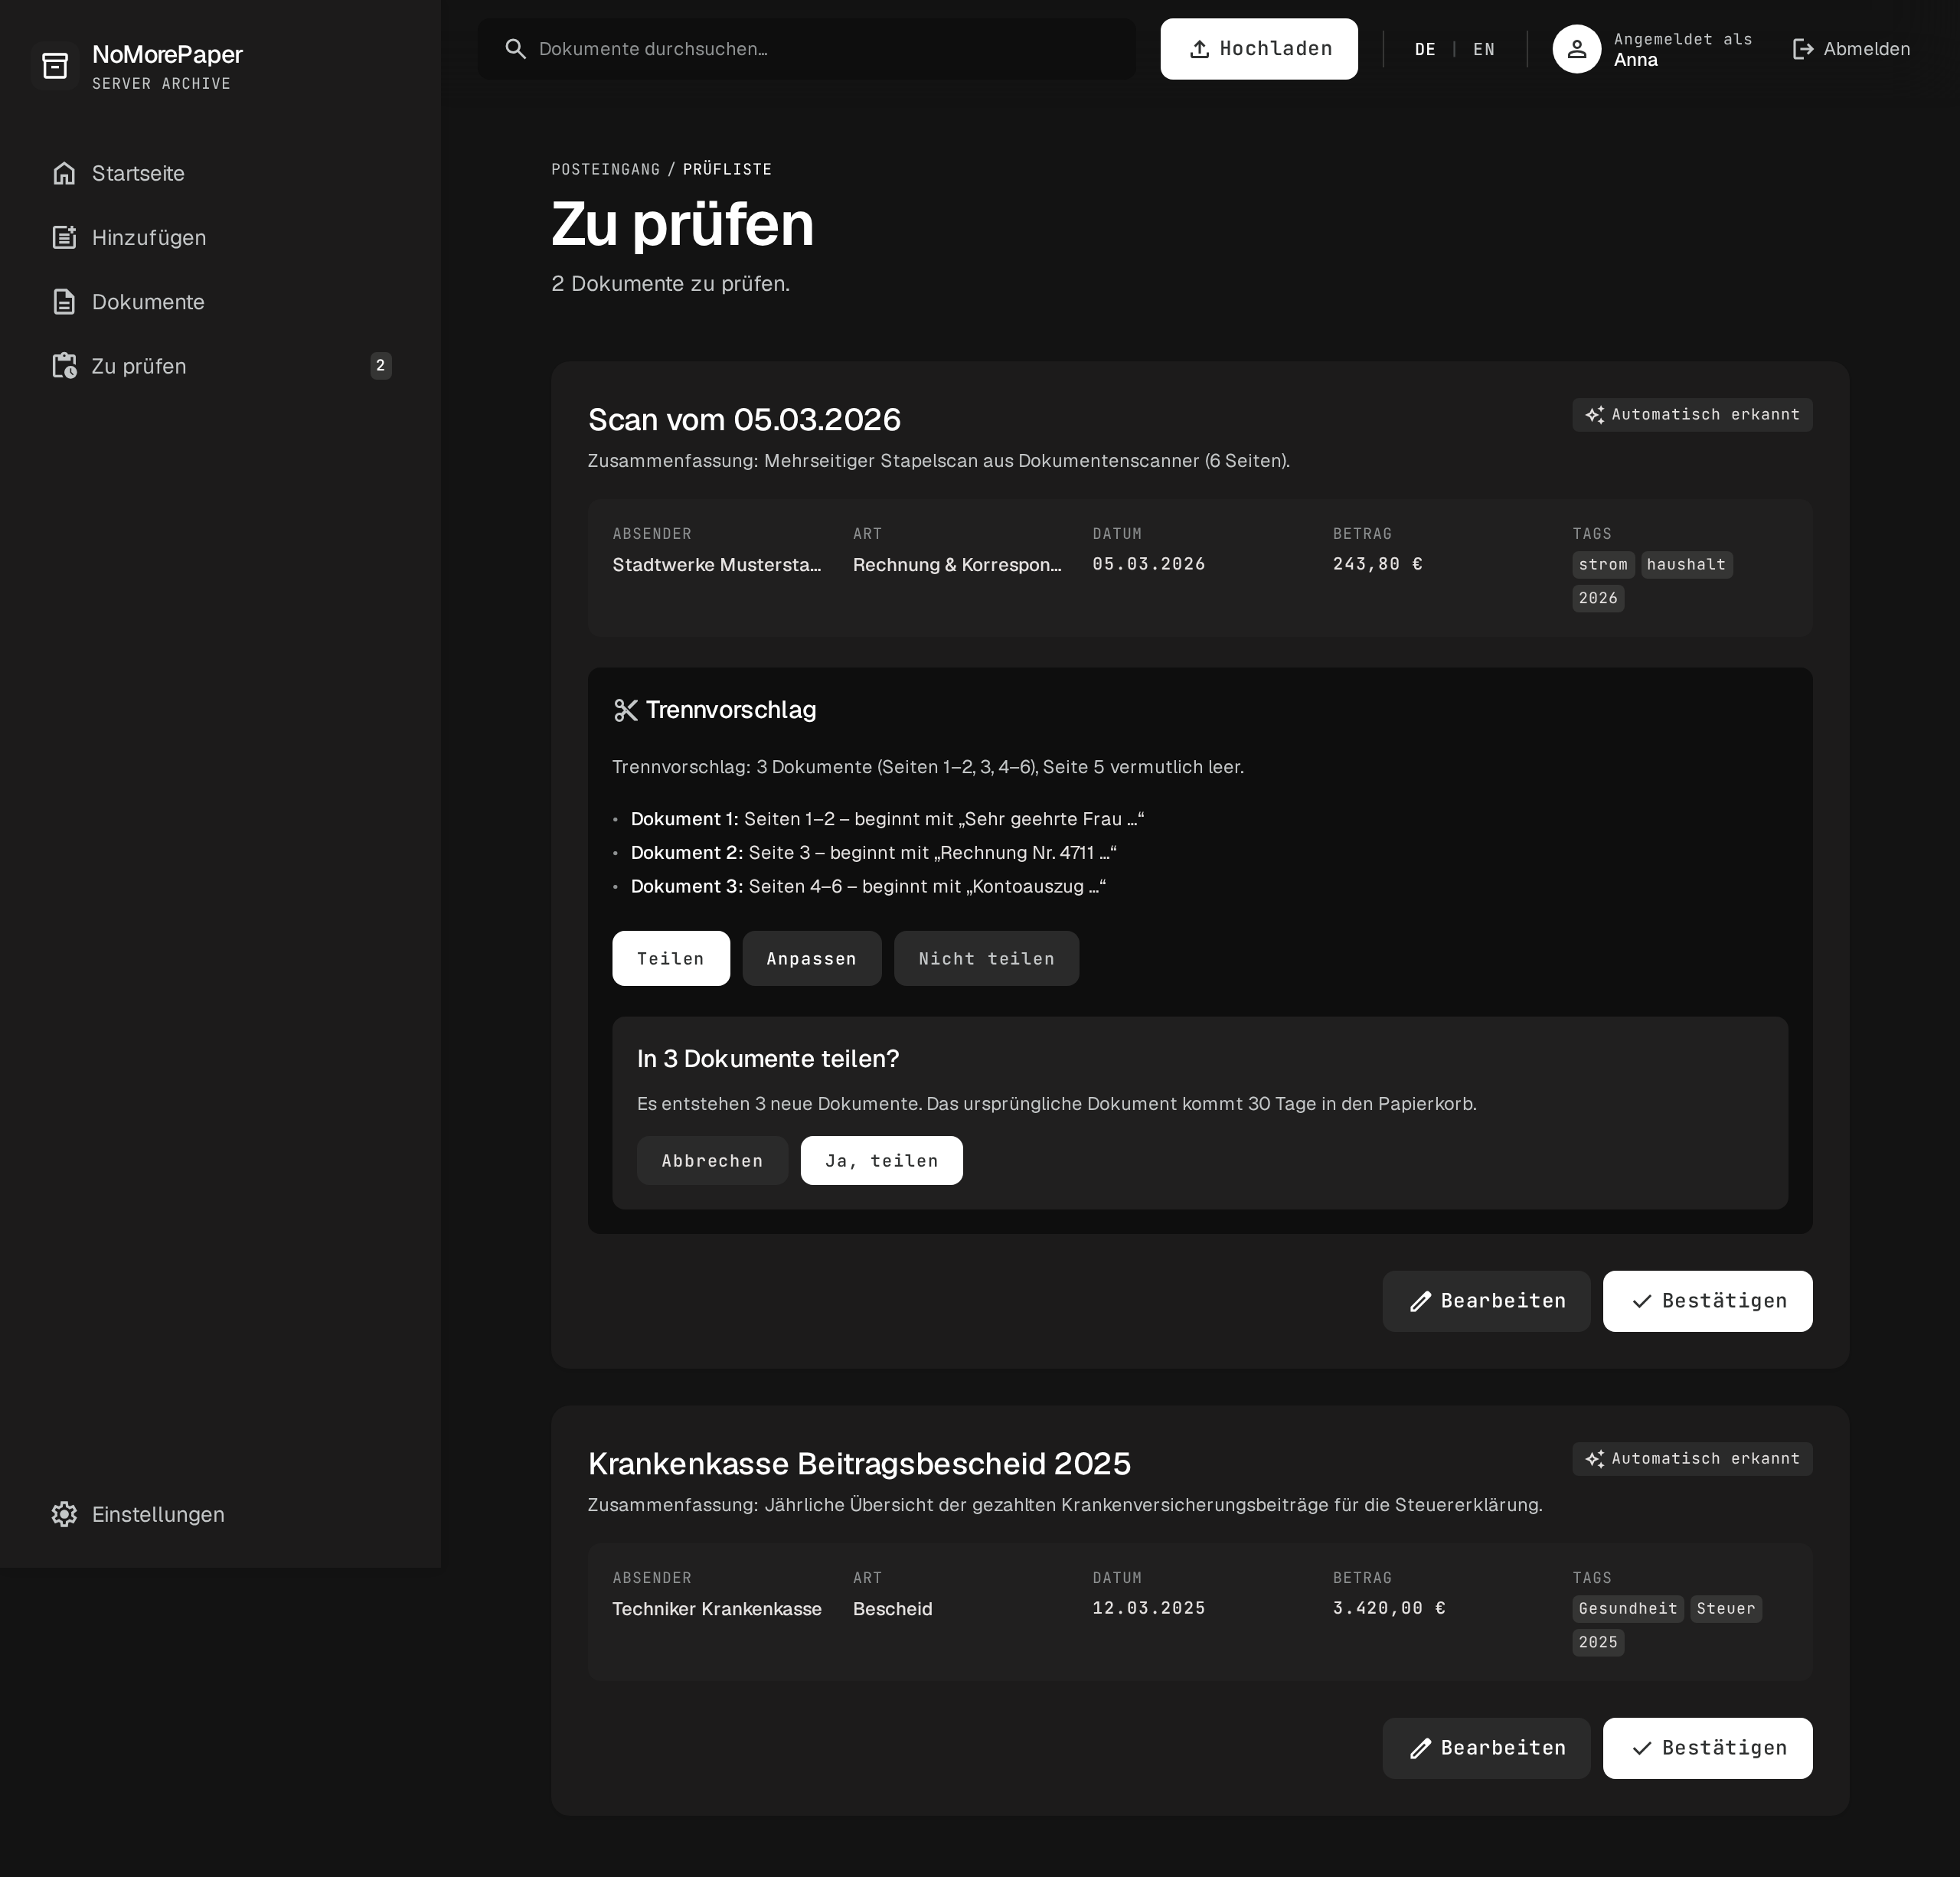 NoMorePaper
SERVER ARCHIVE
Startseite
Hinzufügen
Dokumente
Zu prüfen 2
Einstellungen
Dokumente durchsuchen...
Hochladen
DE | EN
Angemeldet als
Anna
Abmelden
POSTEINGANG / PRÜFLISTE
Zu prüfen
2 Dokumente zu prüfen.
Scan vom 05.03.2026
Automatisch erkannt
Zusammenfassung: Mehrseitiger Stapelscan aus Dokumentenscanner (6 Seiten).
ABSENDER ART DATUM BETRAG TAGS
Stadtwerke Mustersta... Rechnung & Korrespon... 05.03.2026 243,80 € strom haushalt
2026
Trennvorschlag
Trennvorschlag: 3 Dokumente (Seiten 1–2, 3, 4–6), Seite 5 vermutlich leer.
• Dokument 1: Seiten 1–2 – beginnt mit „Sehr geehrte Frau …“
• Dokument 2: Seite 3 – beginnt mit „Rechnung Nr. 4711 …“
• Dokument 3: Seiten 4–6 – beginnt mit „Kontoauszug …“
Teilen Anpassen Nicht teilen
In 3 Dokumente teilen?
Es entstehen 3 neue Dokumente. Das ursprüngliche Dokument kommt 30 Tage in den Papierkorb.
Abbrechen Ja, teilen
Bearbeiten Bestätigen
Krankenkasse Beitragsbescheid 2025
Automatisch erkannt
Zusammenfassung: Jährliche Übersicht der gezahlten Krankenversicherungsbeiträge für die Steuererklärung.
ABSENDER ART DATUM BETRAG TAGS
Techniker Krankenkasse Bescheid 12.03.2025 3.420,00 € Gesundheit Steuer
2025
Bearbeiten Bestätigen